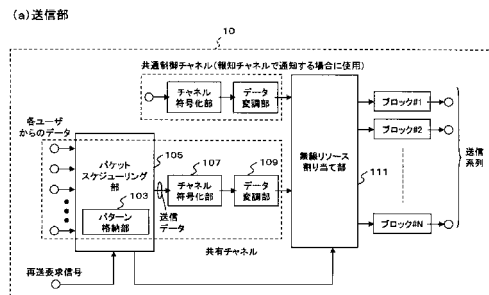 (a)送信部
10
共通制御チャネル(報知チャネルで通知する場合に使用)
チャネル
符号化部
データ
変調部
各ユーザ
からのデータ
パケット
スケジューリング
部
105
107
109
チャネル
符号化部
データ
変調部
103
パターン
格納部
送信
データ
共有チャネル
無線リソース
割り当て部
111
ブロック#1
ブロック#2
ブロック#N
送信
系列
再送要求信号